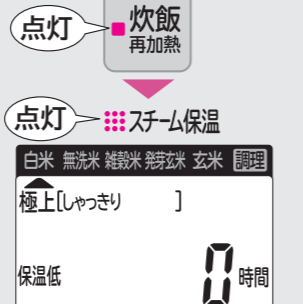 点灯
炊飯
再加熱
点灯
スチーム保温
白米 無洗米 雑穀米 発芽玄米 玄米 調理
極上[しゃっきり ]
保温低 0 時間